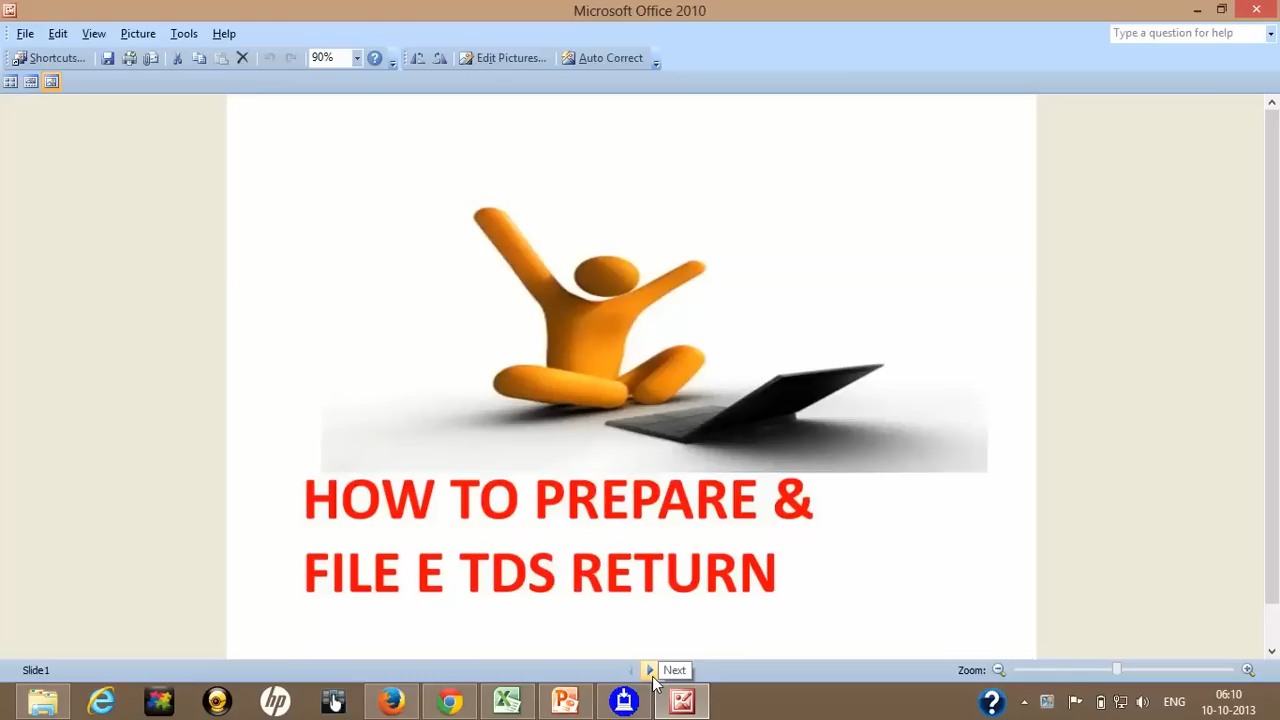 Microsoft Office 2010
File Edit View Picture Tools Help
Type a question for help
Shortcuts... 90% Edit Pictures... Auto Correct
HOW TO PREPARE &
FILE E TDS RETURN
Slide1
Next
Zoom:
ENG
06:10
10-10-2013